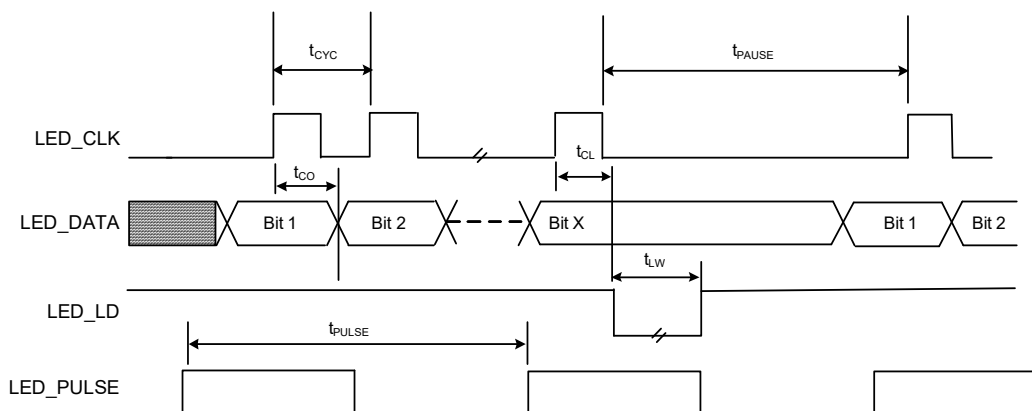 tCYC
tPAUSE
LED_CLK
tCO
tCL
LED_DATA
Bit 1
Bit 2
Bit X
Bit 1
Bit 2
tLW
LED_LD
tPULSE
LED_PULSE